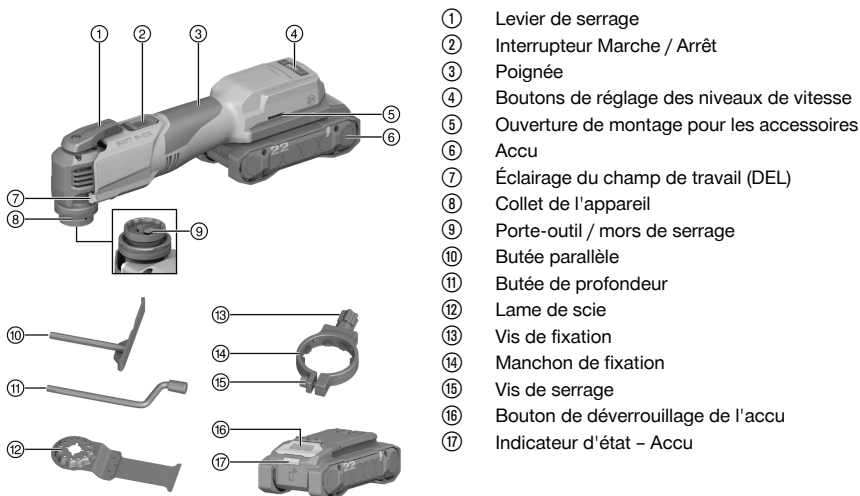 ① Levier de serrage
② Interrupteur Marche / Arrêt
③ Poignée
④ Boutons de réglage des niveaux de vitesse
⑤ Ouverture de montage pour les accessoires
⑥ Accu
⑦ Éclairage du champ de travail (DEL)
⑧ Collet de l'appareil
⑨ Porte-outil / mors de serrage
⑩ Butée parallèle
⑪ Butée de profondeur
⑫ Lame de scie
⑬ Vis de fixation
⑭ Manchon de fixation
⑮ Vis de serrage
⑯ Bouton de déverrouillage de l'accu
⑰ Indicateur d'état – Accu
① ② ③ ④
⑤
⑥
22
⑦
⑧
⑨
⑩
⑪
⑫
⑬
⑭
⑮
⑯
⑰
22